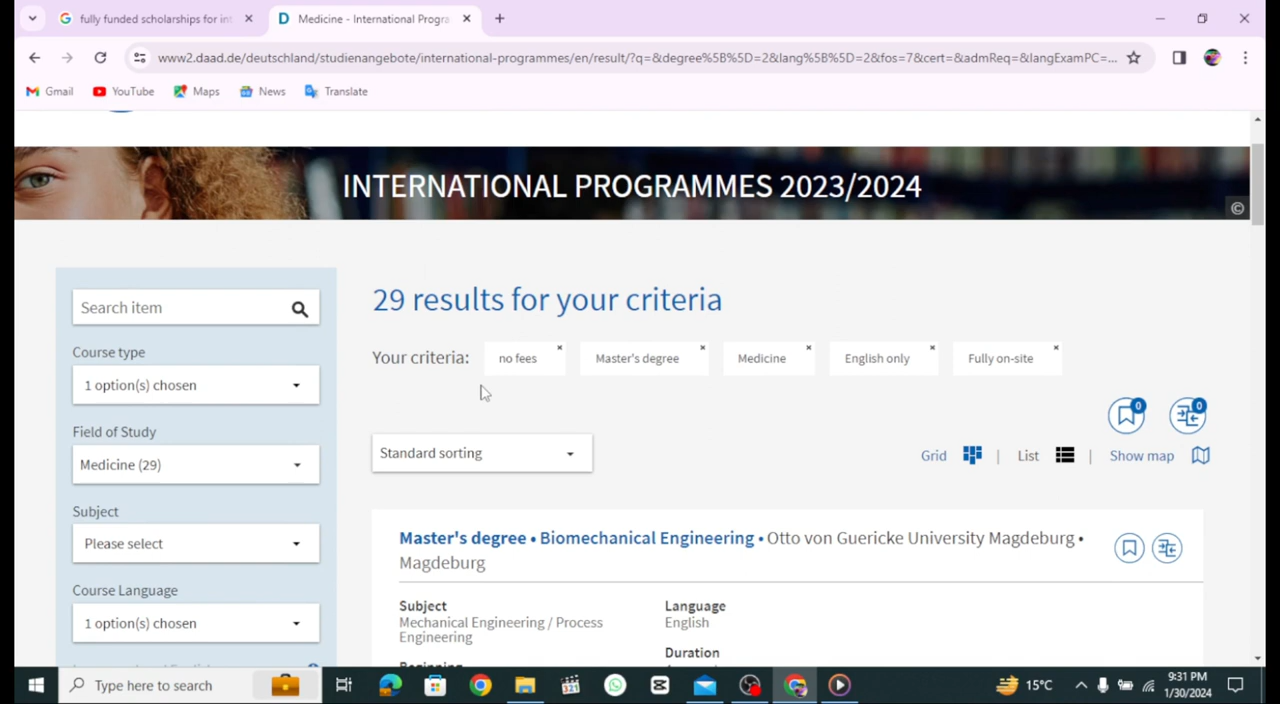 fully funded scholarships for int
Medicine - International Progra
www2.daad.de/deutschland/studienangebote/international-programmes/en/result/?q=&degree%5B%5D=2&lang%5B%5D=2&fos=7&cert=&admReq=&langExamPC=...
Gmail
YouTube
Maps
News
Translate
INTERNATIONAL PROGRAMMES 2023/2024
©
Search item
Course type
1 option(s) chosen
Field of Study
Medicine (29)
Subject
Please select
Course Language
1 option(s) chosen
29 results for your criteria
Your criteria:
no fees
Master's degree
Medicine
English only
Fully on-site
0
0
Standard sorting
Grid
|
List
|
Show map
Master's degree • Biomechanical Engineering • Otto von Guericke University Magdeburg •
Magdeburg
Subject
Mechanical Engineering / Process
Engineering
Beginning
Language
English
Duration
Type here to search
15°C
9:31 PM
1/30/2024